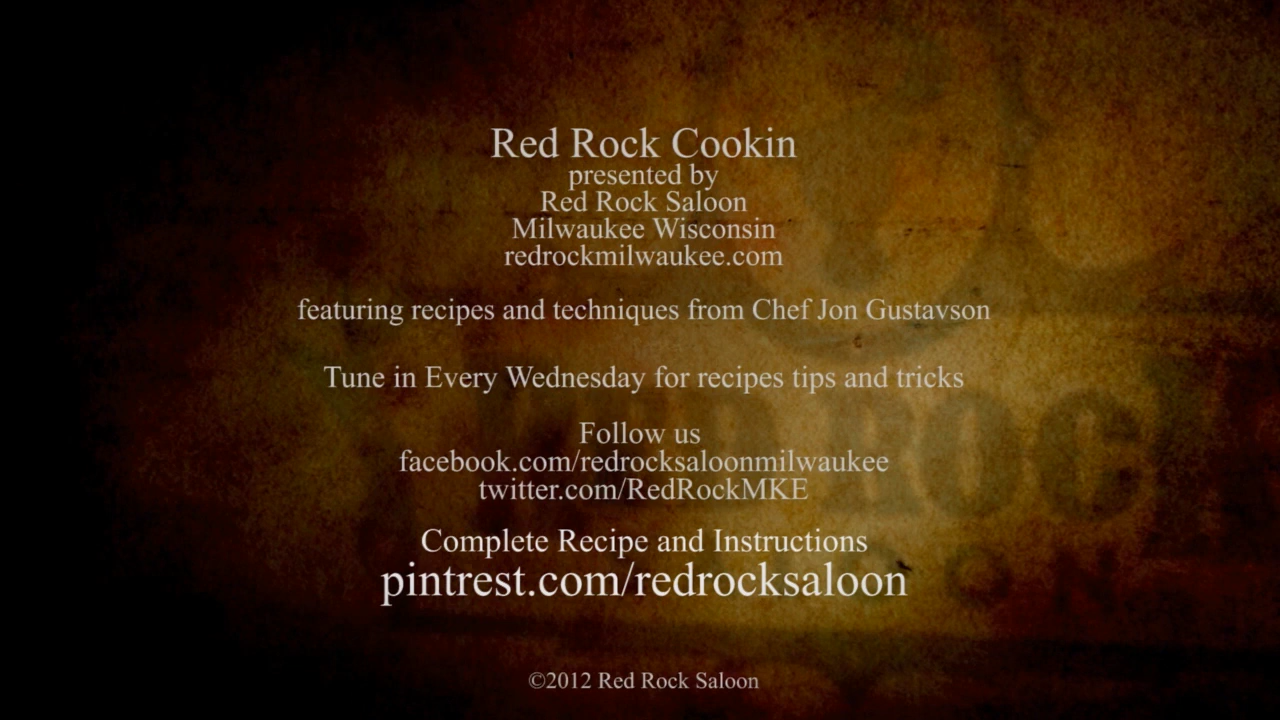 Red Rock Cookin
presented by
Red Rock Saloon
Milwaukee Wisconsin
redrockmilwaukee.com
featuring recipes and techniques from Chef Jon Gustavson
Tune in Every Wednesday for recipes tips and tricks
Follow us
facebook.com/redrocksaloonmilwaukee
twitter.com/RedRockMKE
Complete Recipe and Instructions
pintrest.com/redrocksaloon
©2012 Red Rock Saloon